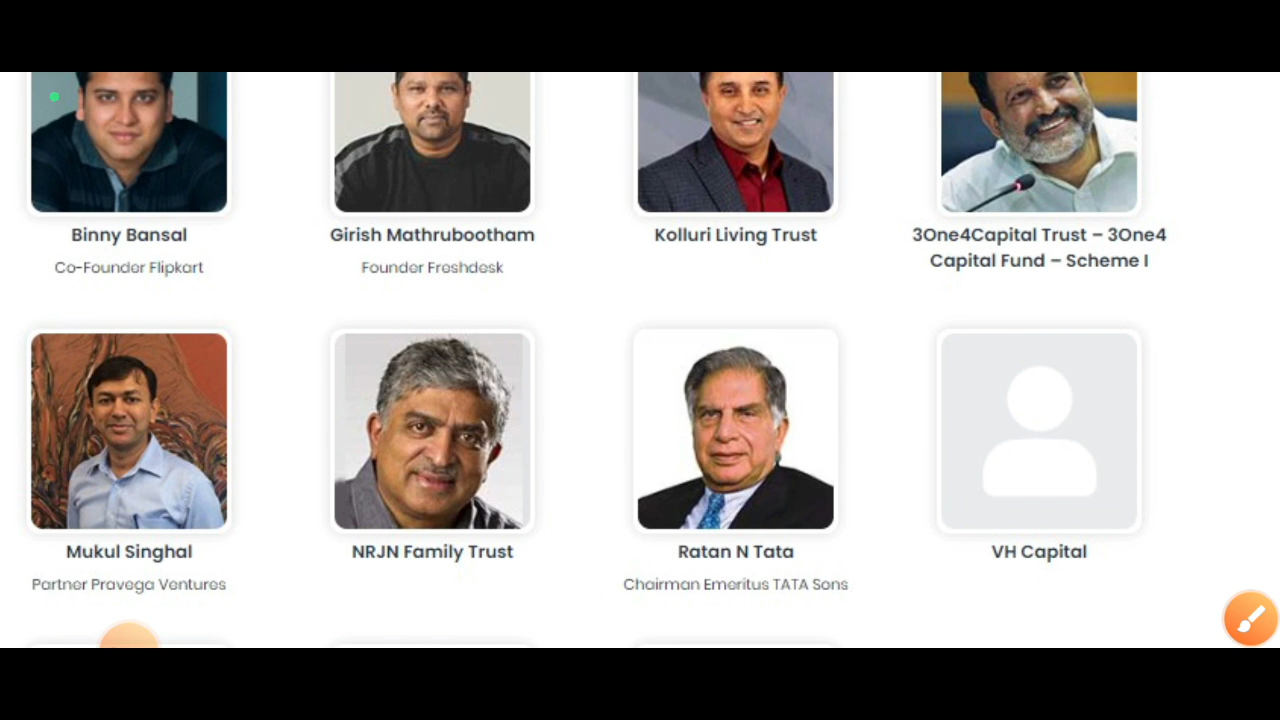 Binny Bansal
Co-Founder Flipkart
Girish Mathrubootham
Founder Freshdesk
Kolluri Living Trust
3One4Capital Trust – 3One4
Capital Fund – Scheme I
Mukul Singhal
Partner Pravega Ventures
NRJN Family Trust
Ratan N Tata
Chairman Emeritus TATA Sons
VH Capital